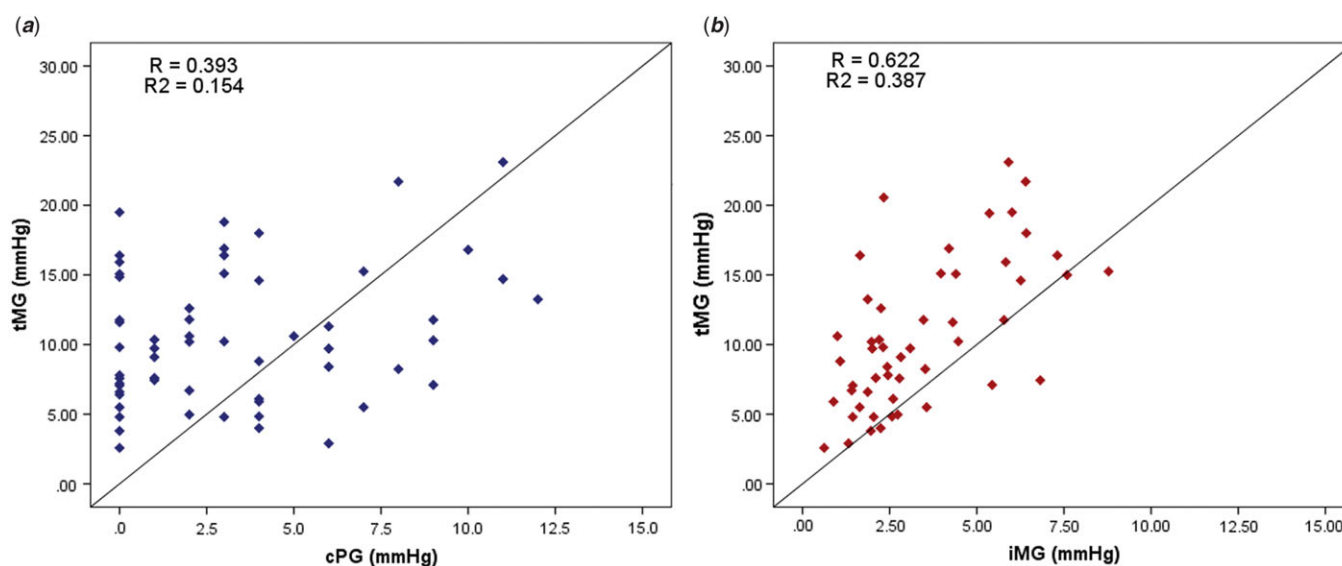 (a)
R = 0.393
R2 = 0.154
30.00
25.00
20.00
15.00
10.00
5.00
.00
tMG (mmHg)
.0 2.5 5.0 7.5 10.0 12.5 15.0
cPG (mmHg)
(b)
R = 0.622
R2 = 0.387
30.00
25.00
20.00
15.00
10.00
5.00
.00
tMG (mmHg)
.00 2.50 5.00 7.50 10.00 12.50 15.00
iMG (mmHg)